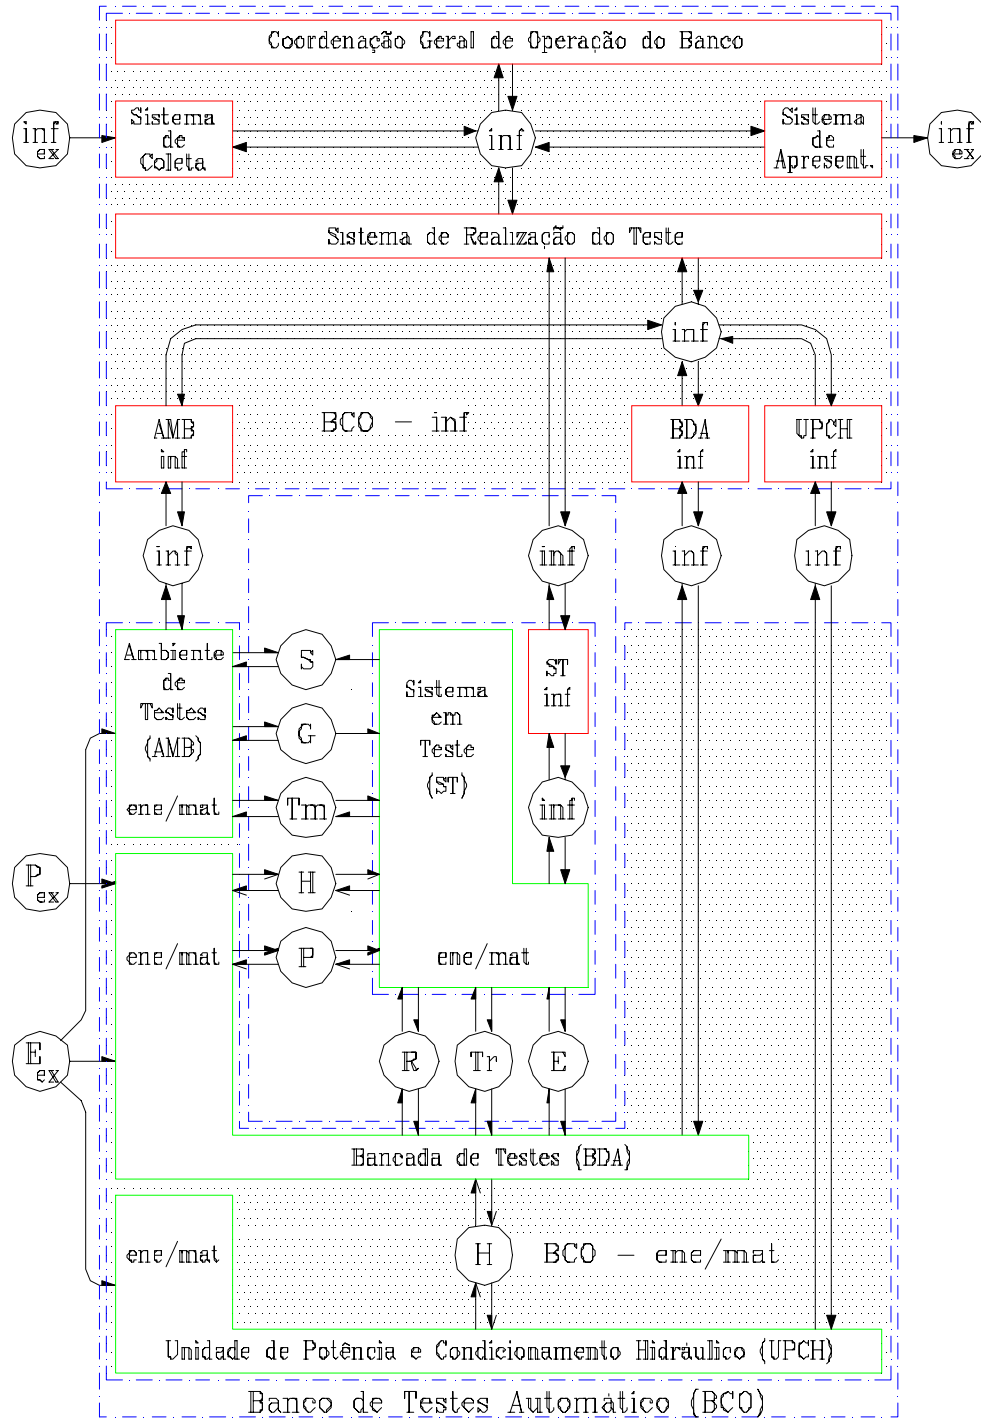 Coordenação Geral de Operação do Banco
inf
ex
Sistema
de
Coleta
inf
Sistema
de
Apresent.
inf
ex
Sistema de Realização do Teste
inf
AMB
inf
BCO - inf
BDA
inf
UPCH
inf
inf
inf
inf
inf
Ambiente
de
Testes
(AMB)
ene/mat
S
G
Tm
Sistema
em
Teste
(ST)
ST
inf
inf
P
ex
H
ene/mat
P
ene/mat
E
ex
R
Tr
E
Bancada de Testes (BDA)
ene/mat
H
BCO - ene/mat
Unidade de Potência e Condicionamento Hidráulico (UPCH)
Banco de Testes Automático (BCO)